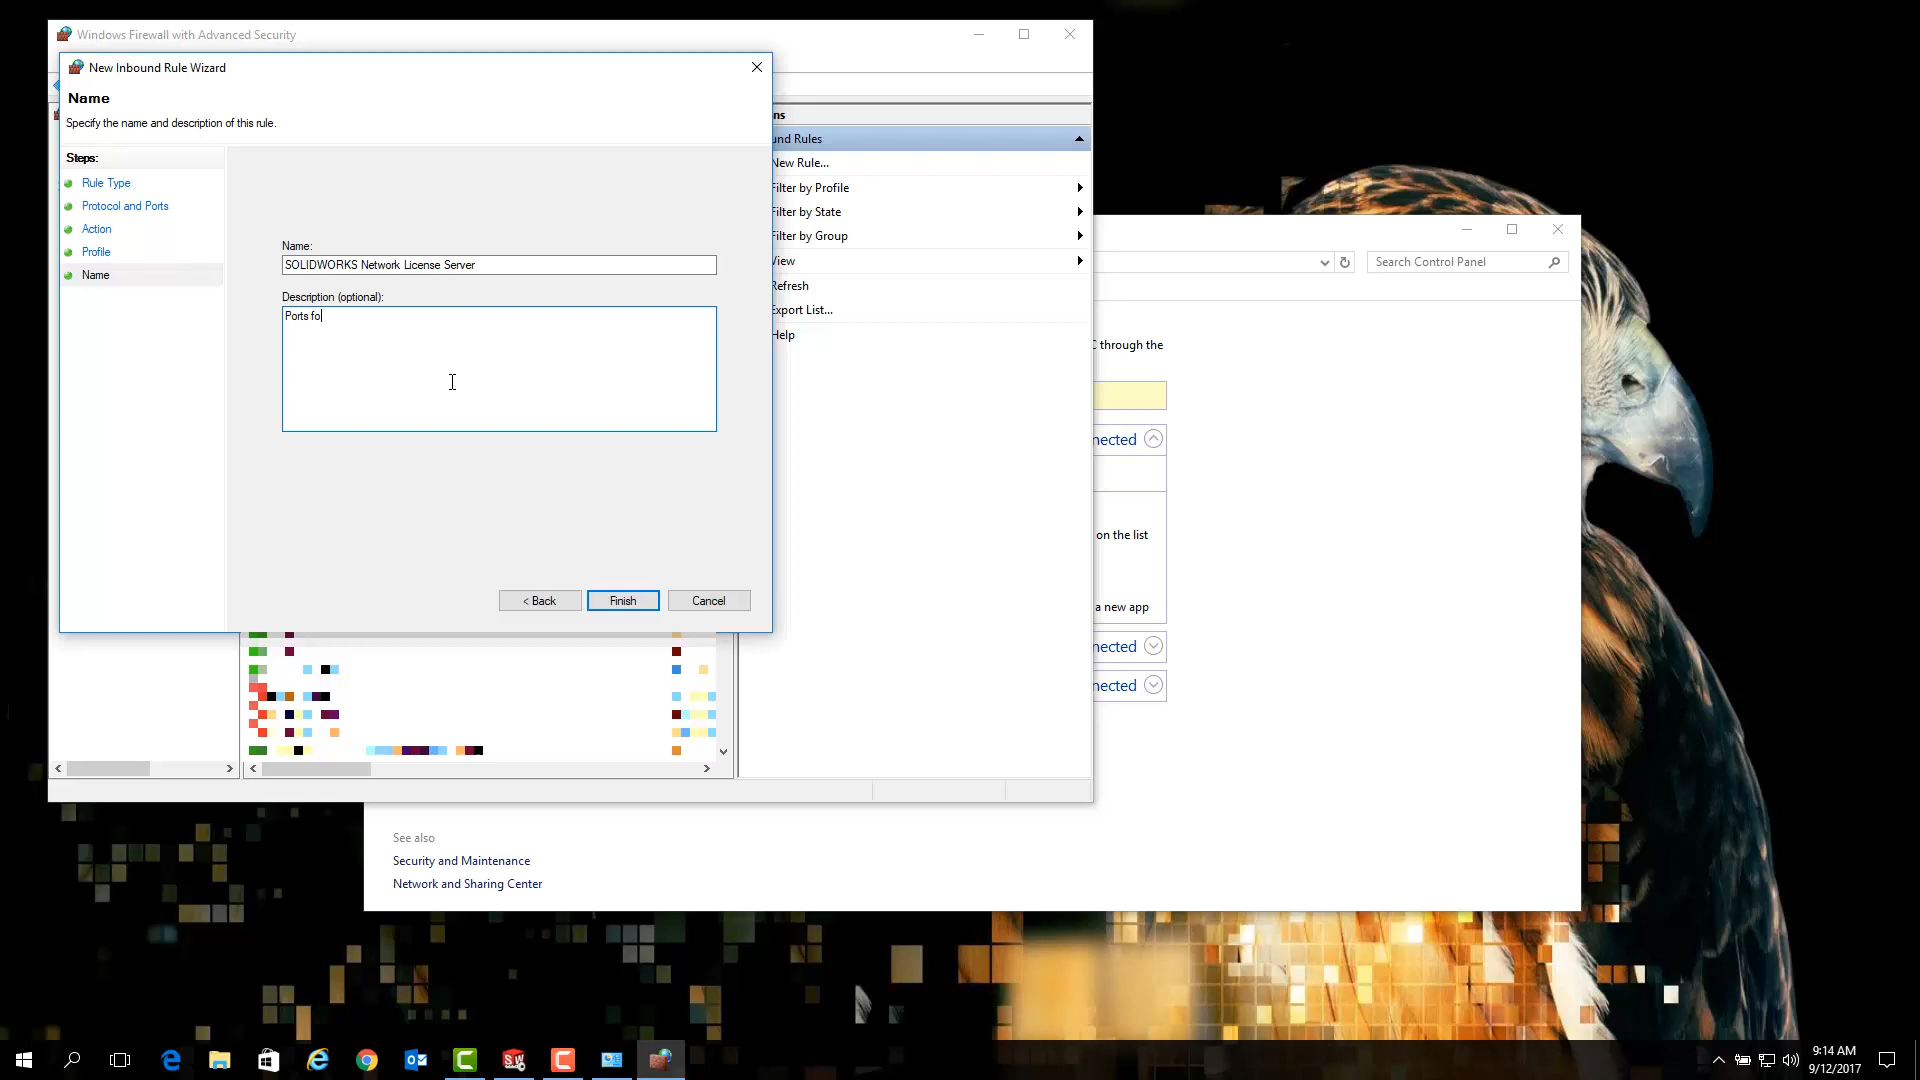 Windows Firewall with Advanced Security
New Inbound Rule Wizard
Name
Specify the name and description of this rule.
Steps:
Rule Type
Protocol and Ports
Action
Profile
Name
Name:
SOLIDWORKS Network License Server
Description (optional):
Ports fo
< Back
Finish
Cancel
ns
und Rules
New Rule...
Filter by Profile
Filter by State
Filter by Group
View
Refresh
Export List...
Help
Search Control Panel
C through the
nected
on the list
a new app
nected
nected
See also
Security and Maintenance
Network and Sharing Center
9:14 AM
9/12/2017